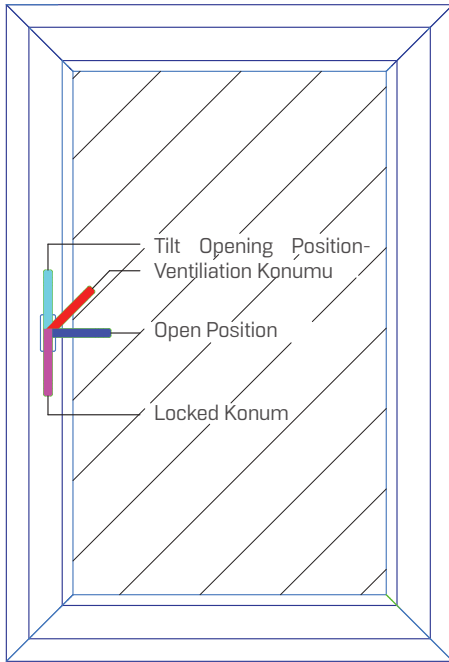 Tilt Opening Position-
Ventiliation Konumu
Open Position
Locked Konum